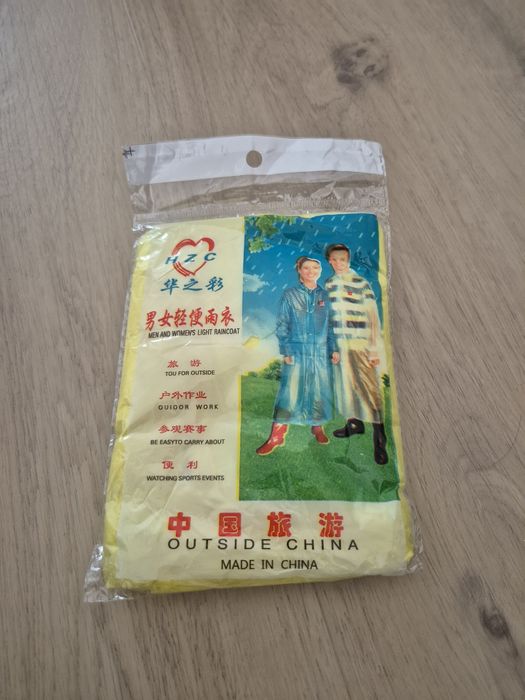 HZC
华之彩
男女轻便雨衣
MEN AND WOMEN'S LIGHT RAINCOAT
旅 游
TOU FOR OUTSIDE
户外作业
OUIOOR WORK
参观赛事
BE EASYTO CARRY ABOUT
便 利
WATCHING SPORTS EVENTS
中国旅游
OUTSIDE CHINA
MADE IN CHINA